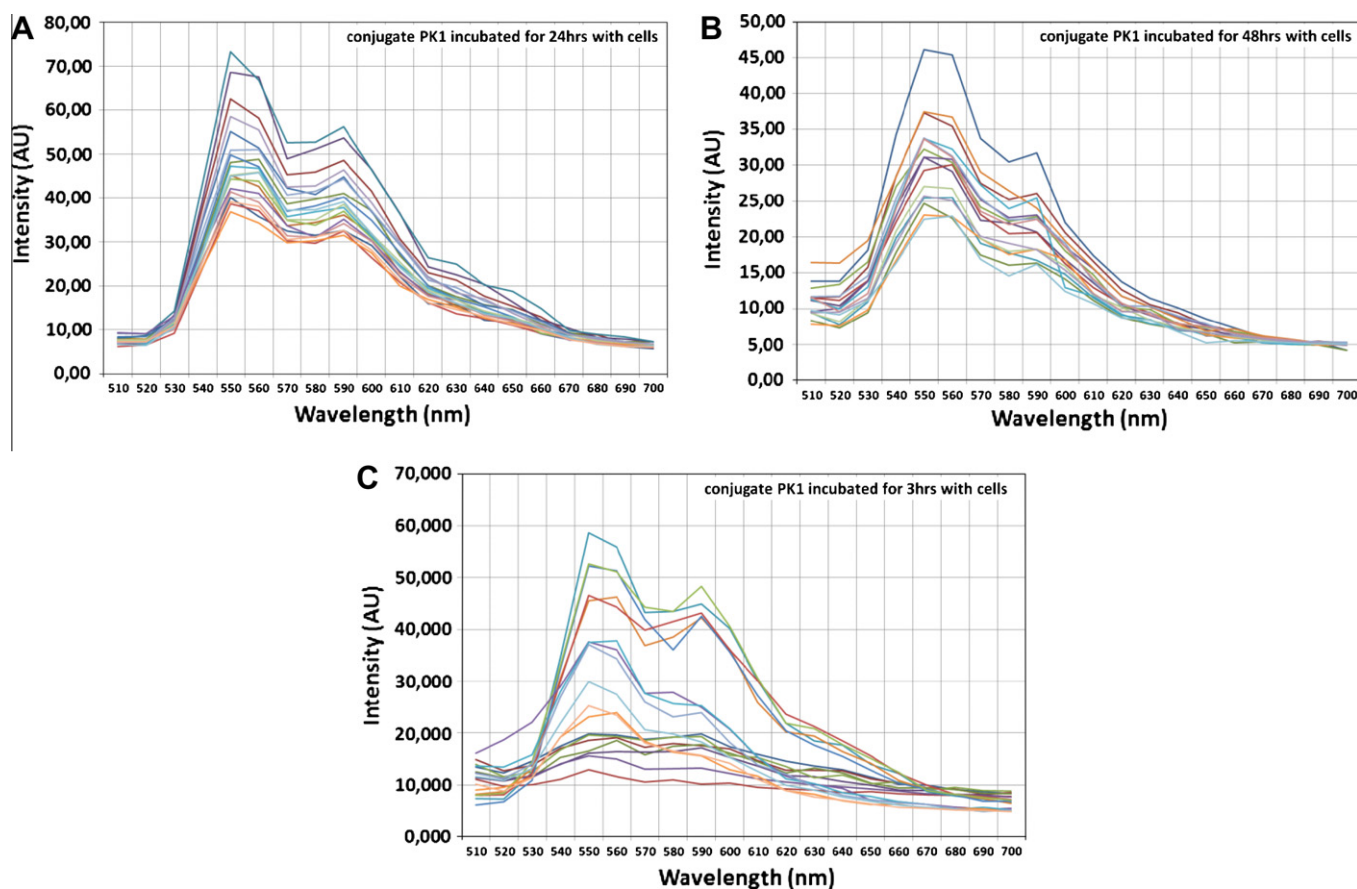 A
conjugate PK1 incubated for 24hrs with cells
80,00
70,00
60,00
50,00
40,00
30,00
20,00
10,00
0,00
Intensity (AU)
510 520 530 540 550 560 570 580 590 600 610 620 630 640 650 660 670 680 690 700
Wavelength (nm)
B
conjugate PK1 incubated for 48hrs with cells
50,00
45,00
40,00
35,00
30,00
25,00
20,00
15,00
10,00
5,00
0,00
Intensity (AU)
510 520 530 540 550 560 570 580 590 600 610 620 630 640 650 660 670 680 690 700
Wavelength (nm)
C
conjugate PK1 incubated for 3hrs with cells
70,000
60,000
50,000
40,000
30,000
20,000
10,000
0,000
Intensity (AU)
510 520 530 540 550 560 570 580 590 600 610 620 630 640 650 660 670 680 690 700
Wavelength (nm)